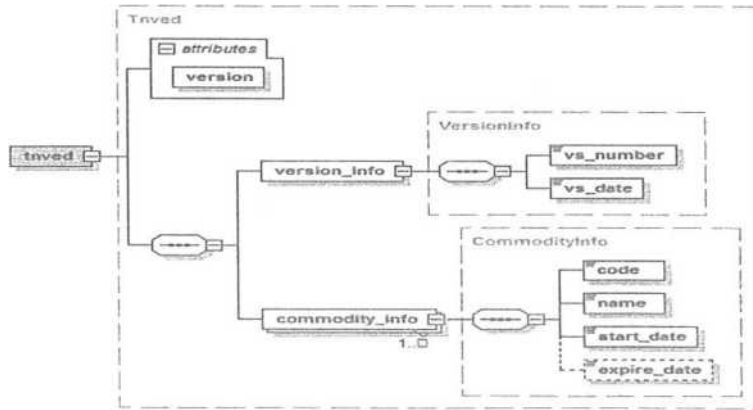 Tnved
attributes
version
tnved
VersionInfo
version_info
vs_number
vs_date
CommodityInfo
code
name
commodity_info
start_date
1..
expire_date